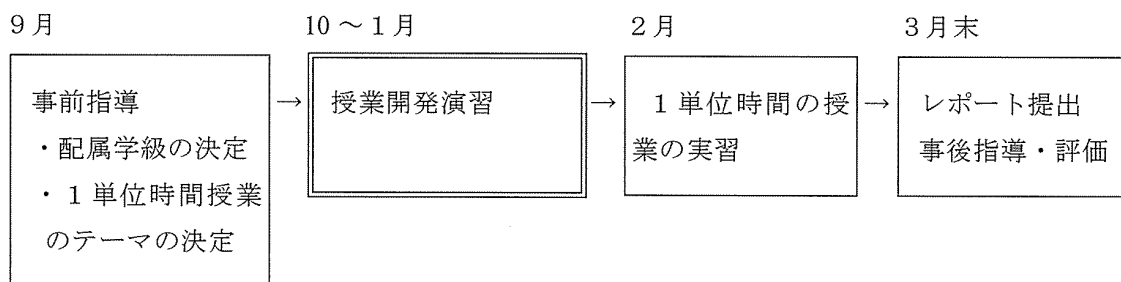 9月
事前指導
・配属学級の決定
・1単位時間授業
のテーマの決定
→
10～1月
授業開発演習
→
2月
1単位時間の授
業の実習
→
3月末
レポート提出
事後指導・評価